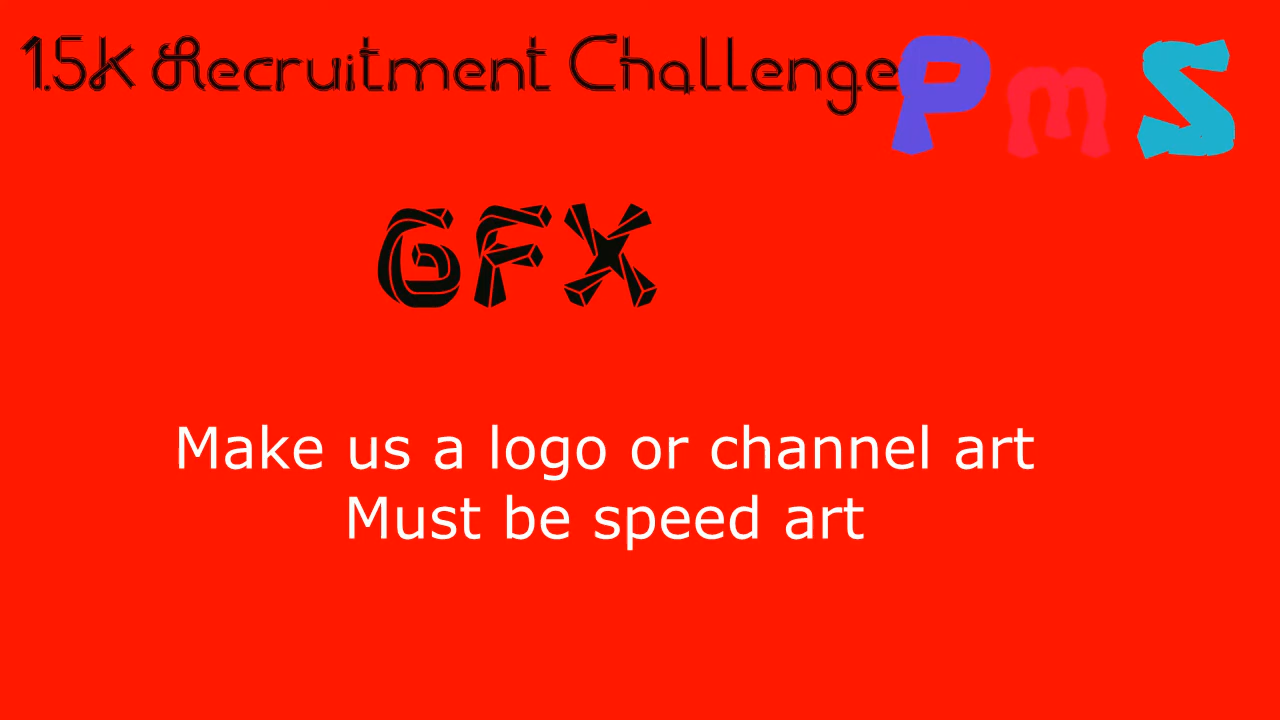 1.5K Recruitment Challenge PmS
GFX
Make us a logo or channel art
Must be speed art